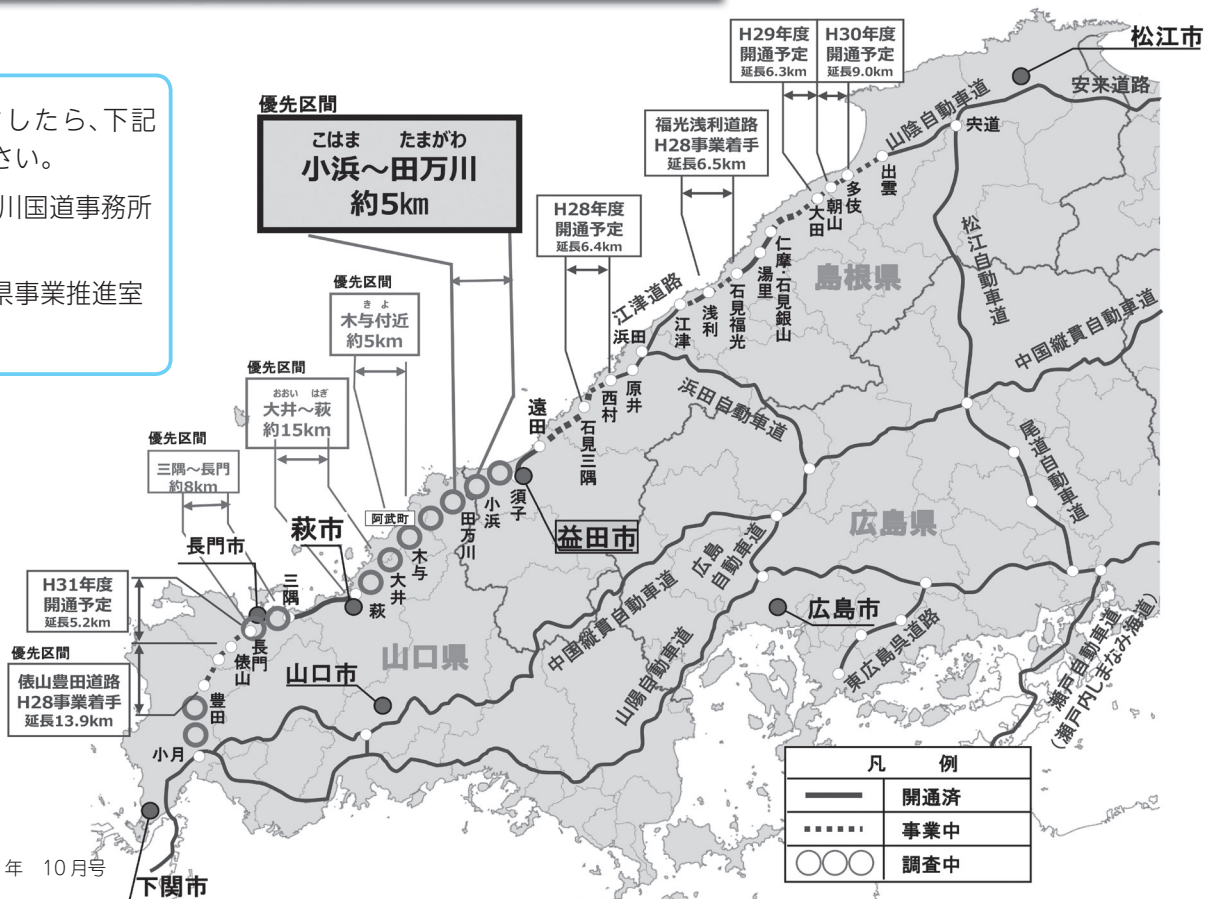 したら、下記
さい。
川国道事務所
県事業推進室
年 10月号
優先区間
こはま たまがわ
小浜～田万川
約5km
H29年度
開通予定
延長6.3km
H30年度
開通予定
延長9.0km
松江市
安来道路
山陰自動車道
宍道
出雲
多伎
朝山
大田
福光浅利道路
H28事業着手
延長6.5km
仁摩・石見銀山
湯里
石見福光
浅利
江津
江津道路
島根県
松江自動車道
中国縦貫自動車道
H28年度
開通予定
延長6.4km
浜田
原井
西村
石見三隅
遠田
浜田自動車道
尾道自動車道
優先区間
きよ
木与付近
約5km
優先区間
おおい はぎ
大井～萩
約15km
優先区間
三隅～長門
約8km
須子
小浜
田万川
益田市
阿武町
木与
大井
萩
萩市
長門市
三隅
長門
俵山
豊田
小月
H31年度
開通予定
延長5.2km
優先区間
俵山豊田道路
H28事業着手
延長13.9km
山口県
山口市
広島県
広島市
広島自動車道
中国縦貫自動車道
山陽自動車道
東広島呉道路
瀬戸自動車道
(瀬戸内しまなみ海道)
下関市
凡 例
開通済
事業中
調査中